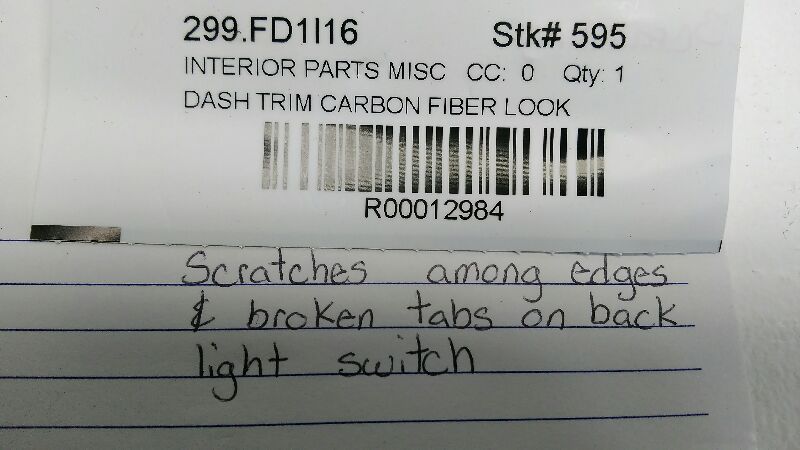 299.FD1I16 Stk# 595
INTERIOR PARTS MISC CC: 0 Qty: 1
DASH TRIM CARBON FIBER LOOK
R00012984
Scratches among edges
& broken tabs on back
light switch